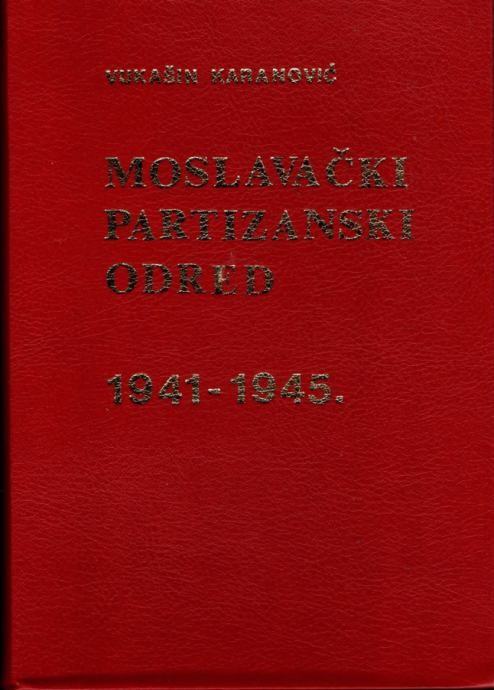 VUKAŠIN KARANOVIĆ
MOSLAVAČKI
PARTIZANSKI
ODRED
1941-1945.